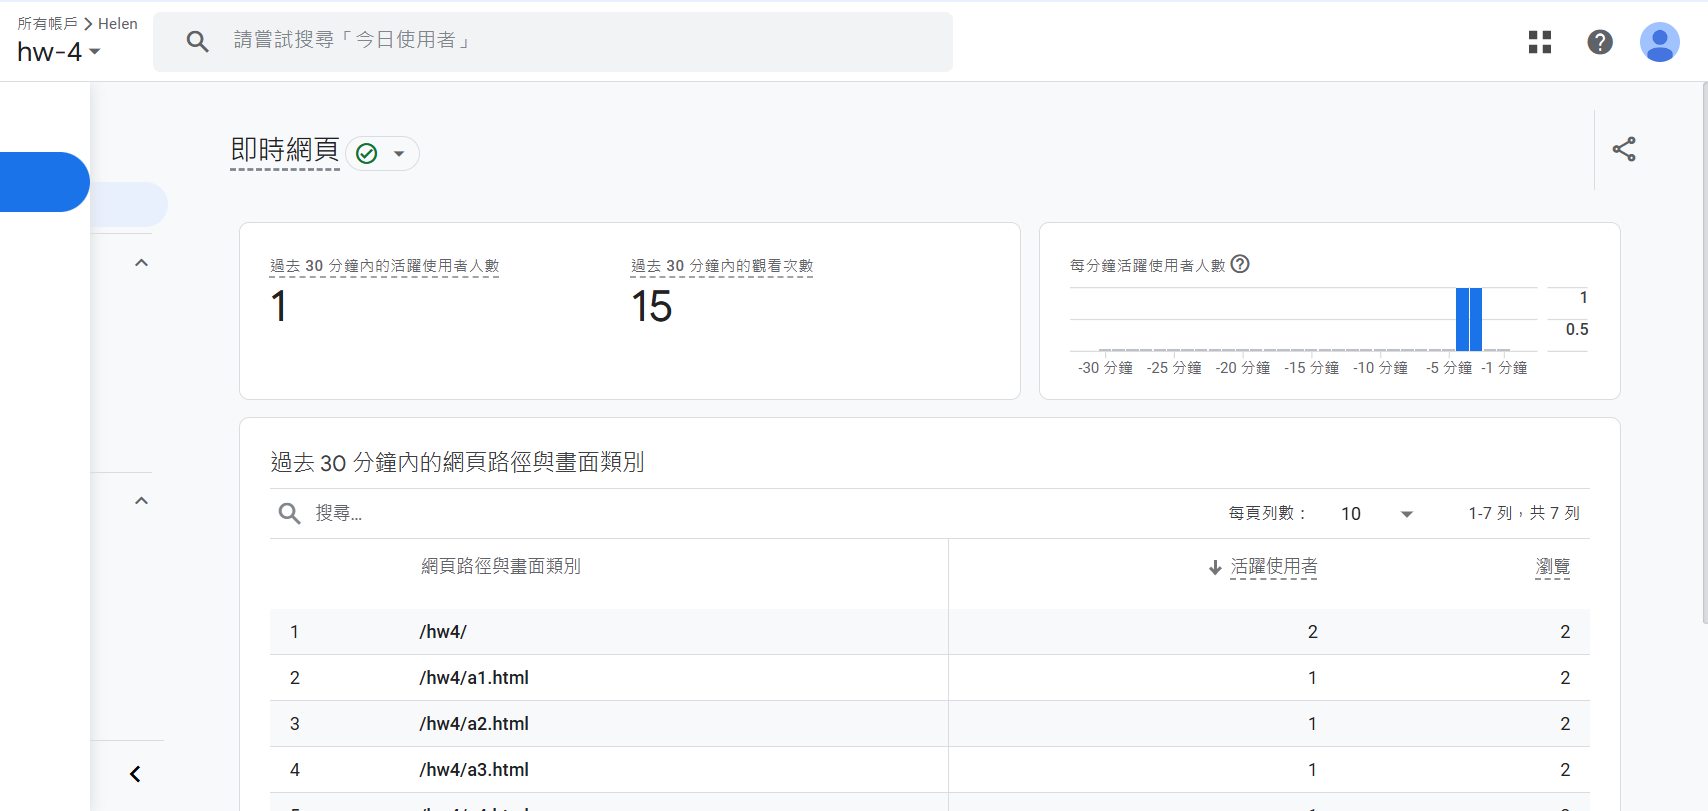 所有帳戶 > Helen
hw-4
請嘗試搜尋「今日使用者」
即時網頁
過去 30 分鐘內的活躍使用者人數
1
過去 30 分鐘內的觀看次數
15
每分鐘活躍使用者人數
1
0.5
-30 分鐘 -25 分鐘 -20 分鐘 -15 分鐘 -10 分鐘 -5 分鐘 -1 分鐘
過去 30 分鐘內的網頁路徑與畫面類別
搜尋... 每頁列數： 10 1-7 列，共 7 列
網頁路徑與畫面類別 活躍使用者 瀏覽
1 /hw4/ 2 2
2 /hw4/a1.html 1 2
3 /hw4/a2.html 1 2
4 /hw4/a3.html 1 2